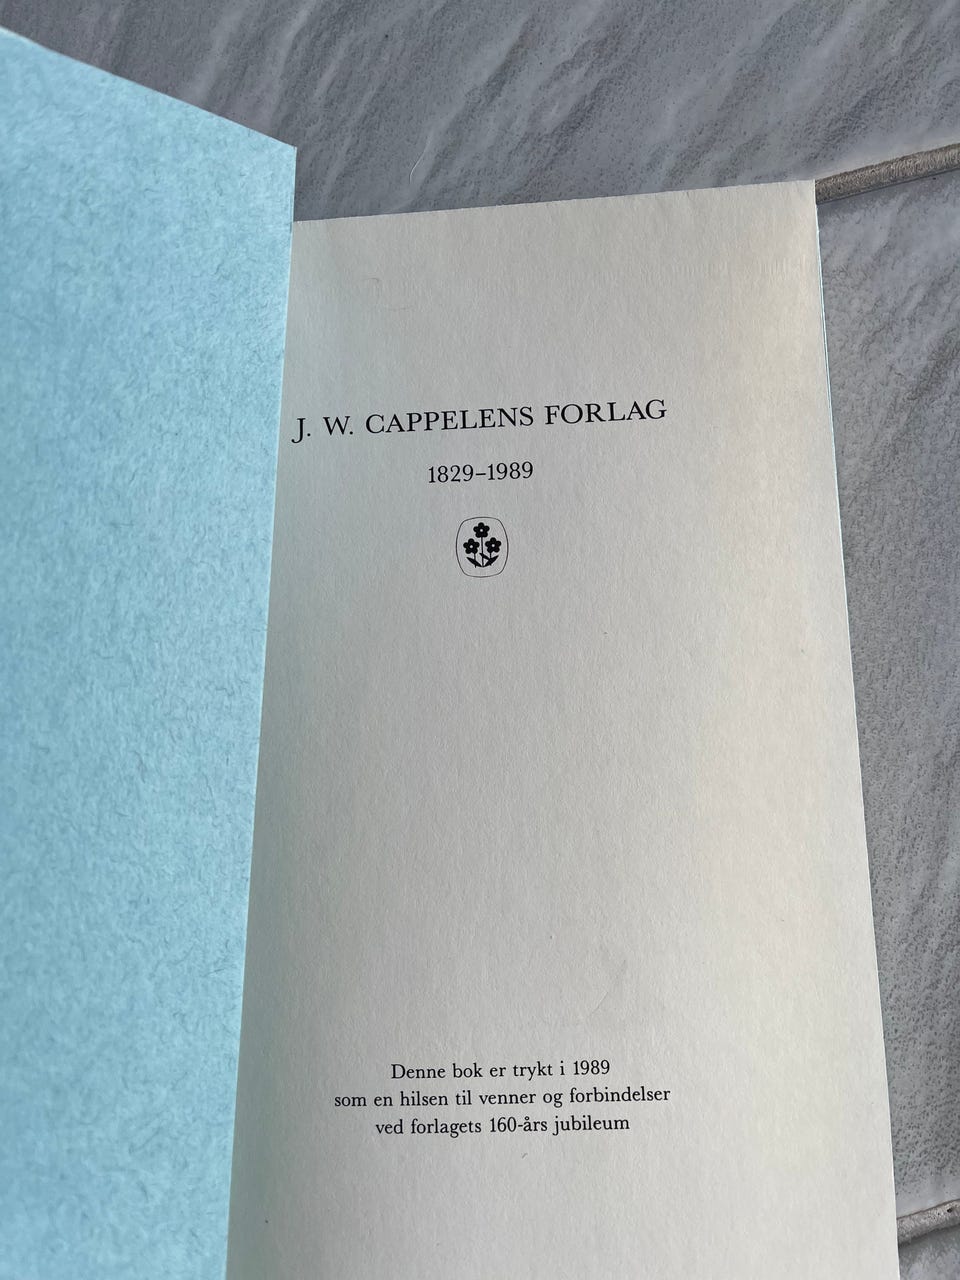 J. W. CAPPELENS FORLAG
1829–1989
Denne bok er trykt i 1989
som en hilsen til venner og forbindelser
ved forlagets 160-års jubileum